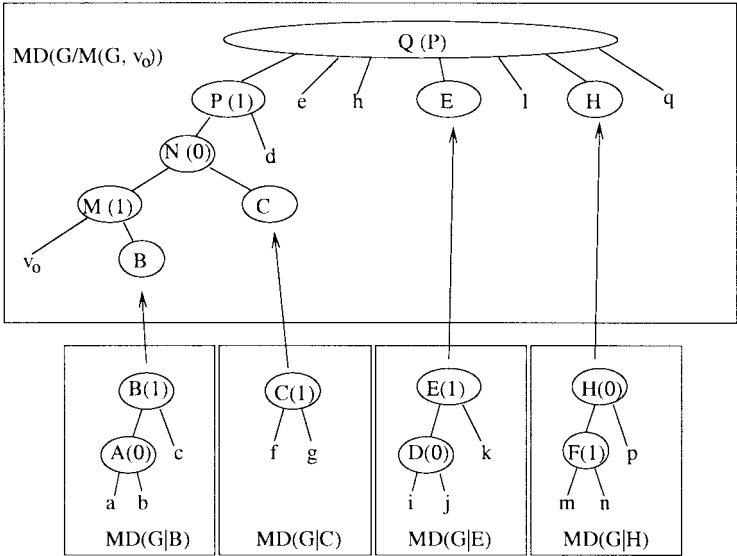 Q (P)
MD(G/M(G, v₀))
P (1) e h E l H q
N (0) d
M (1) C
v₀ B
B(1) C(1) E(1) H(0)
A(0) c f g D(0) k F(1) p
a b i j m n
MD(G|B) MD(G|C) MD(G|E) MD(G|H)